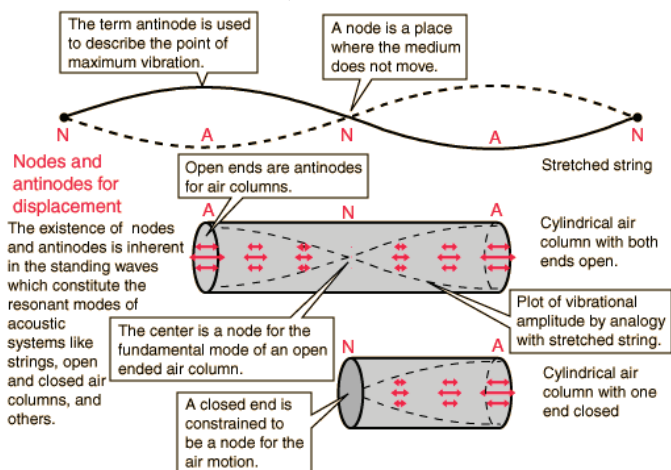 The term antinode is used
to describe the point of
maximum vibration.
A node is a place
where the medium
does not move.
N
A
N
A
N
Stretched string
Nodes and
antinodes for
displacement
The existence of nodes
and antinodes is inherent
in the standing waves
which constitute the
resonant modes of
acoustic
systems like
strings, open
and closed air
columns, and
others.
Open ends are antinodes
for air columns.
A
N
A
Cylindrical air
column with both
ends open.
The center is a node for the
fundamental mode of an open
ended air column.
Plot of vibrational
amplitude by analogy
with stretched string.
N
A
Cylindrical air
column with one
end closed
A closed end is
constrained to
be a node for the
air motion.